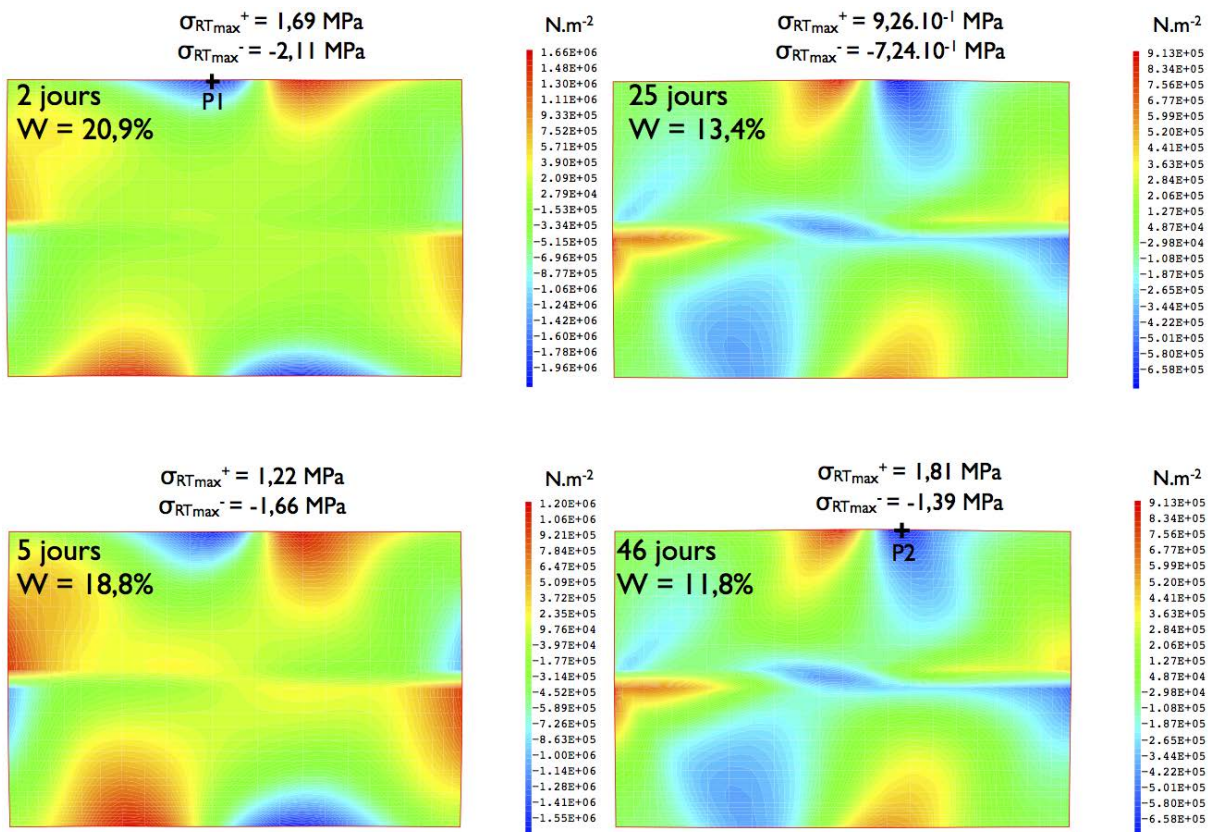 σRTmax+ = 1,69 MPa
σRTmax- = -2,11 MPa
N.m-2
2 jours
W = 20,9%
P1
1.66E+06
1.48E+06
1.30E+06
1.11E+06
9.33E+05
7.52E+05
5.71E+05
3.90E+05
2.09E+05
2.79E+04
-1.53E+05
-3.34E+05
-5.15E+05
-6.96E+05
-8.77E+05
-1.06E+06
-1.24E+06
-1.42E+06
-1.60E+06
-1.78E+06
-1.96E+06
σRTmax+ = 9,26.10-1 MPa
σRTmax- = -7,24.10-1 MPa
N.m-2
25 jours
W = 13,4%
9.13E+05
8.34E+05
7.56E+05
6.77E+05
5.99E+05
5.20E+05
4.41E+05
3.63E+05
2.84E+05
2.06E+05
1.27E+05
4.87E+04
-2.98E+04
-1.08E+05
-1.87E+05
-2.65E+05
-3.44E+05
-4.22E+05
-5.01E+05
-5.80E+05
-6.58E+05
σRTmax+ = 1,22 MPa
σRTmax- = -1,66 MPa
N.m-2
5 jours
W = 18,8%
1.20E+06
1.06E+06
9.21E+05
7.84E+05
6.47E+05
5.09E+05
3.72E+05
2.35E+05
9.76E+04
-3.97E+04
-1.77E+05
-3.14E+05
-4.52E+05
-5.89E+05
-7.26E+05
-8.63E+05
-1.00E+06
-1.14E+06
-1.28E+06
-1.41E+06
-1.55E+06
σRTmax+ = 1,81 MPa
σRTmax- = -1,39 MPa
N.m-2
46 jours
W = 11,8%
P2
9.13E+05
8.34E+05
7.56E+05
6.77E+05
5.99E+05
5.20E+05
4.41E+05
3.63E+05
2.84E+05
2.06E+05
1.27E+05
4.87E+04
-2.98E+04
-1.08E+05
-1.87E+05
-2.65E+05
-3.44E+05
-4.22E+05
-5.01E+05
-5.80E+05
-6.58E+05